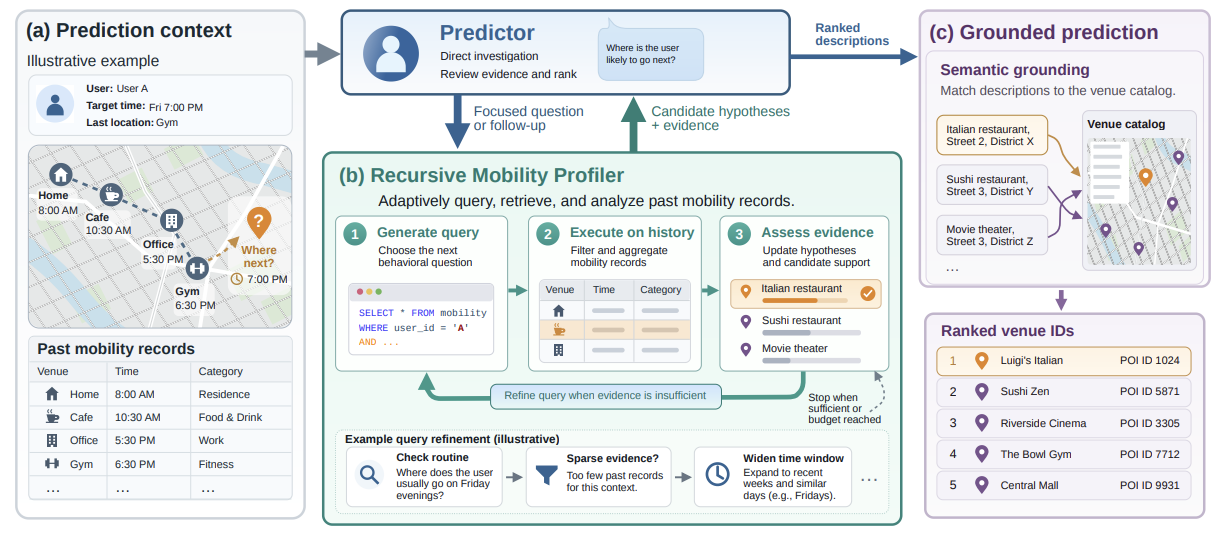 (a) Prediction context
Illustrative example
User: User A
Target time: Fri 7:00 PM
Last location: Gym
Home
8:00 AM
Cafe
10:30 AM
Office
5:30 PM
Gym
6:30 PM
?
Where
next?
7:00 PM
Past mobility records
Venue Time Category
Home 8:00 AM Residence
Cafe 10:30 AM Food & Drink
Office 5:30 PM Work
Gym 6:30 PM Fitness
... ... ...
Predictor
Direct investigation
Review evidence and rank
Where is the user
likely to go next?
Ranked
descriptions
Focused question
or follow-up
Candidate hypotheses
+ evidence
(b) Recursive Mobility Profiler
Adaptively query, retrieve, and analyze past mobility records.
1 Generate query
Choose the next
behavioral question
SELECT * FROM mobility
WHERE user_id = 'A'
AND ...
2 Execute on history
Filter and aggregate
mobility records
Venue Time Category
3 Assess evidence
Update hypotheses
and candidate support
Italian restaurant
Sushi restaurant
Movie theater
Refine query when evidence is insufficient
Stop when
sufficient or
budget reached
Example query refinement (illustrative)
Check routine
Where does the user
usually go on Friday
evenings?
Sparse evidence?
Too few past records
for this context.
Widen time window
Expand to recent
weeks and similar
days (e.g., Fridays).
...
(c) Grounded prediction
Semantic grounding
Match descriptions to the venue catalog.
Italian restaurant,
Street 2, District X
Sushi restaurant,
Street 3, District Y
Movie theater,
Street 3, District Z
...
Venue catalog
Ranked venue IDs
1 Luigi's Italian POI ID 1024
2 Sushi Zen POI ID 5871
3 Riverside Cinema POI ID 3305
4 The Bowl Gym POI ID 7712
5 Central Mall POI ID 9931